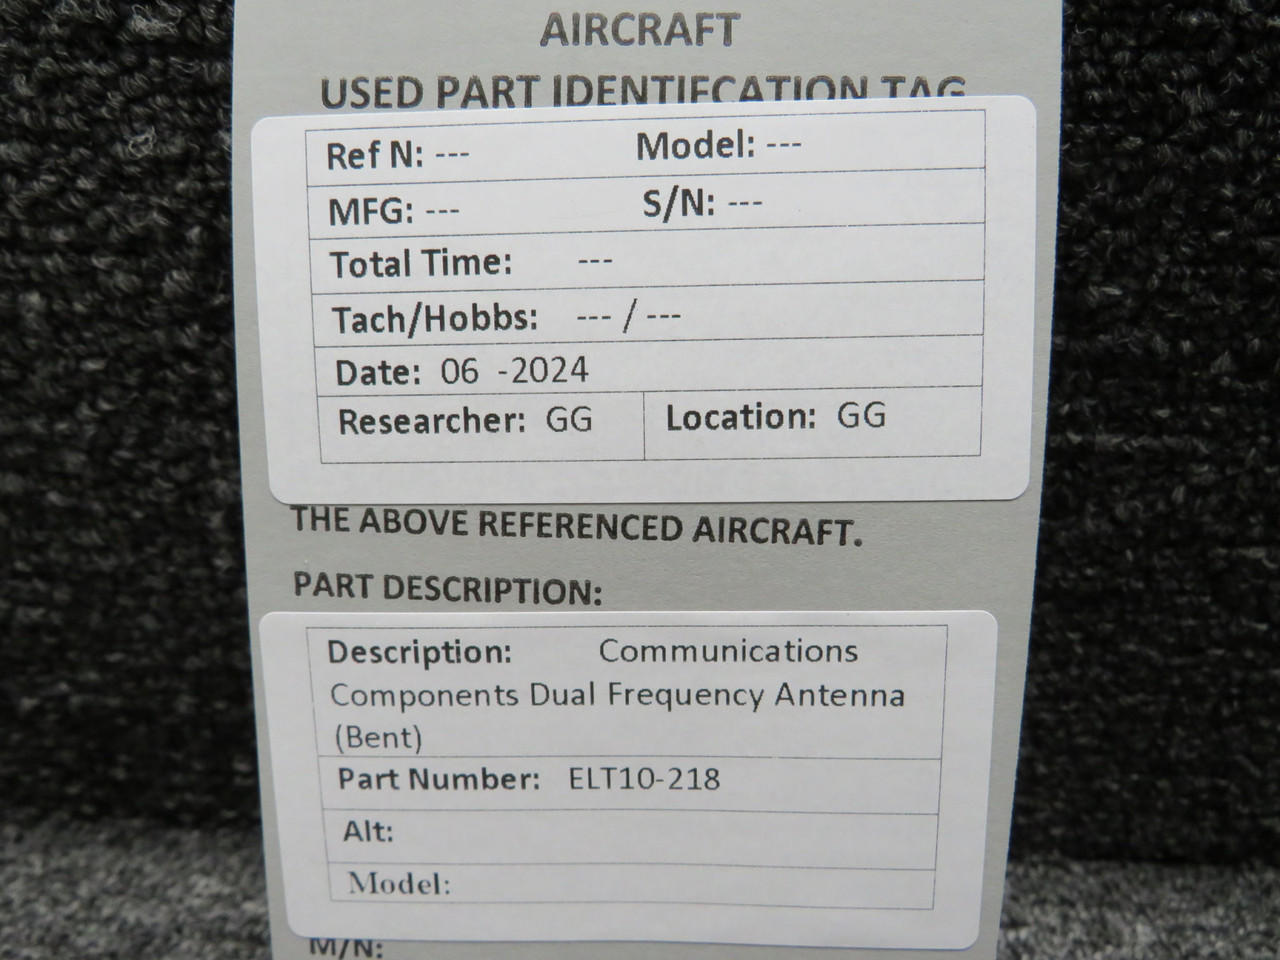 AIRCRAFT
USED PART IDENTIFCATION TAG
Ref N: --- Model: ---
MFG: --- S/N: ---
Total Time: ---
Tach/Hobbs: --- / ---
Date: 06 -2024
Researcher: GG Location: GG
THE ABOVE REFERENCED AIRCRAFT.
PART DESCRIPTION:
Description: Communications
Components Dual Frequency Antenna
(Bent)
Part Number: ELT10-218
Alt:
Model:
M/N: